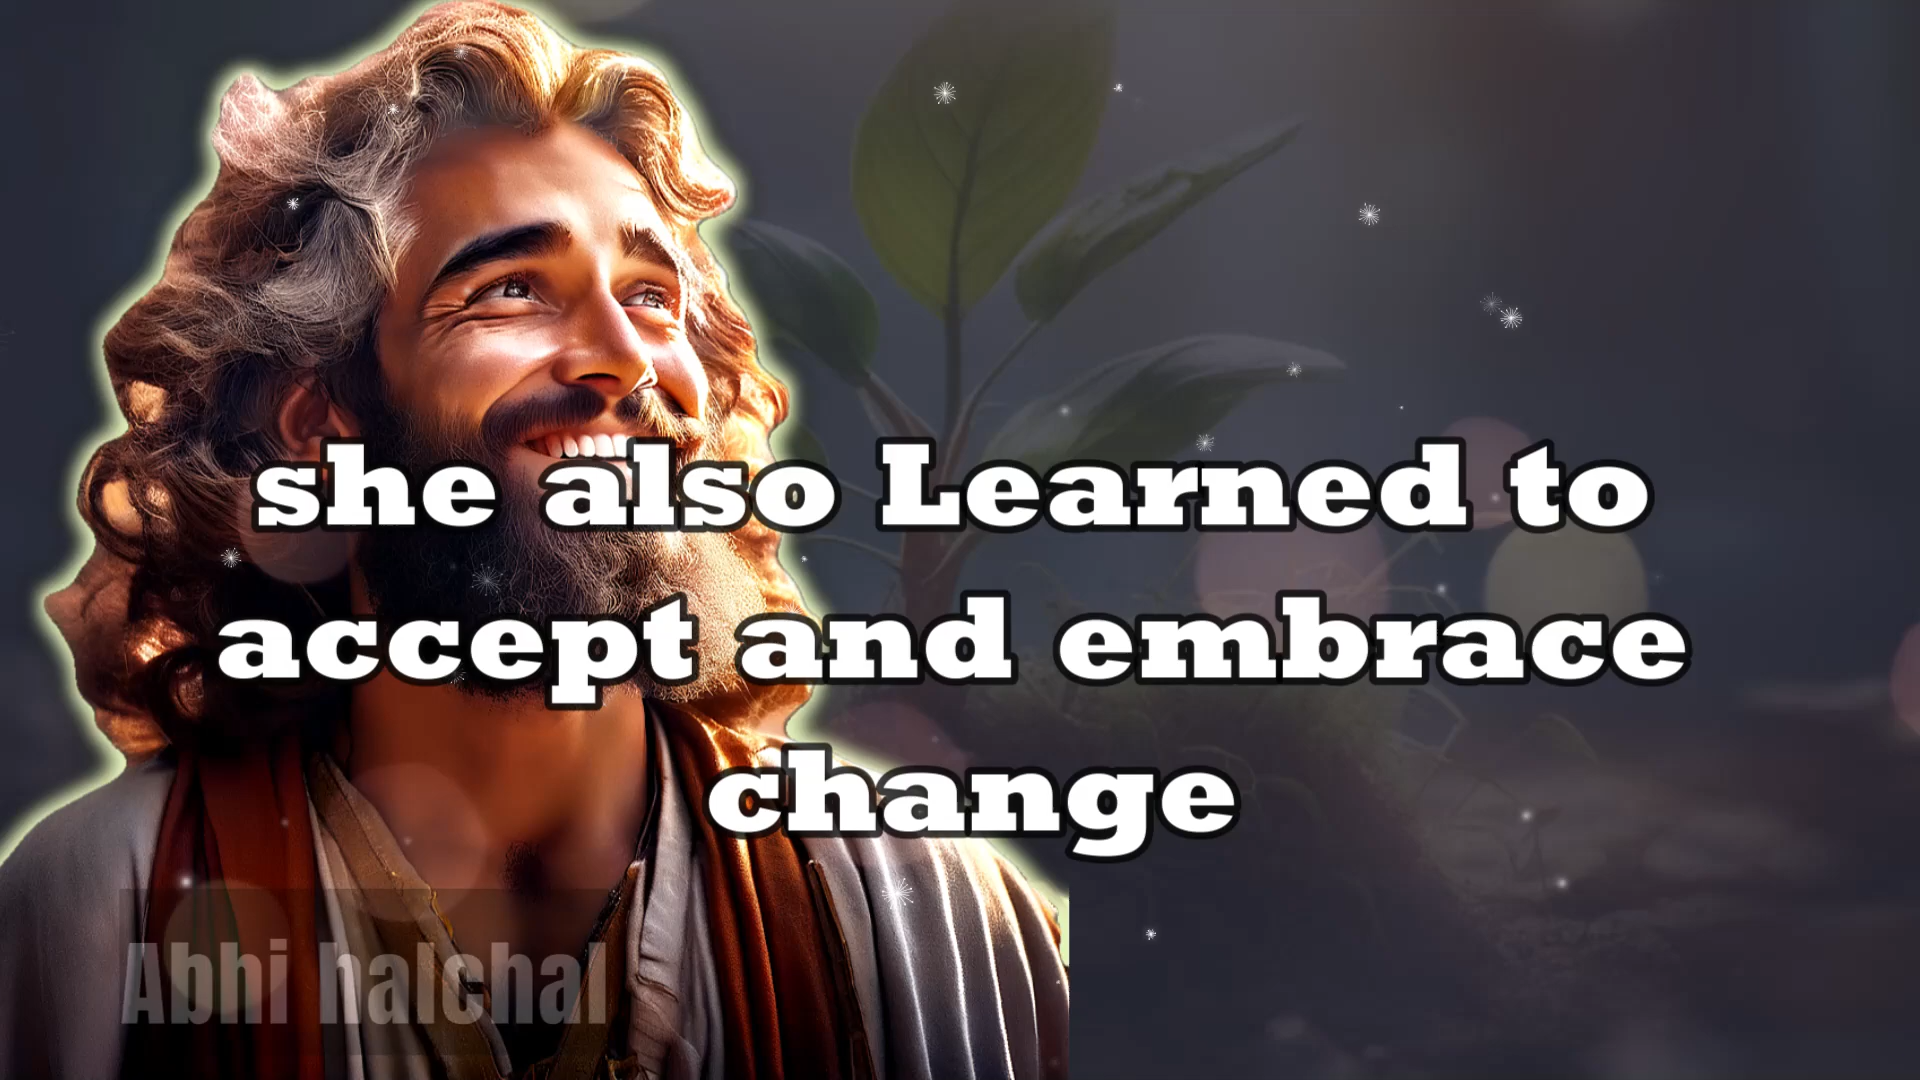 she also Learned to
accept and embrace
change
Abhi halchal